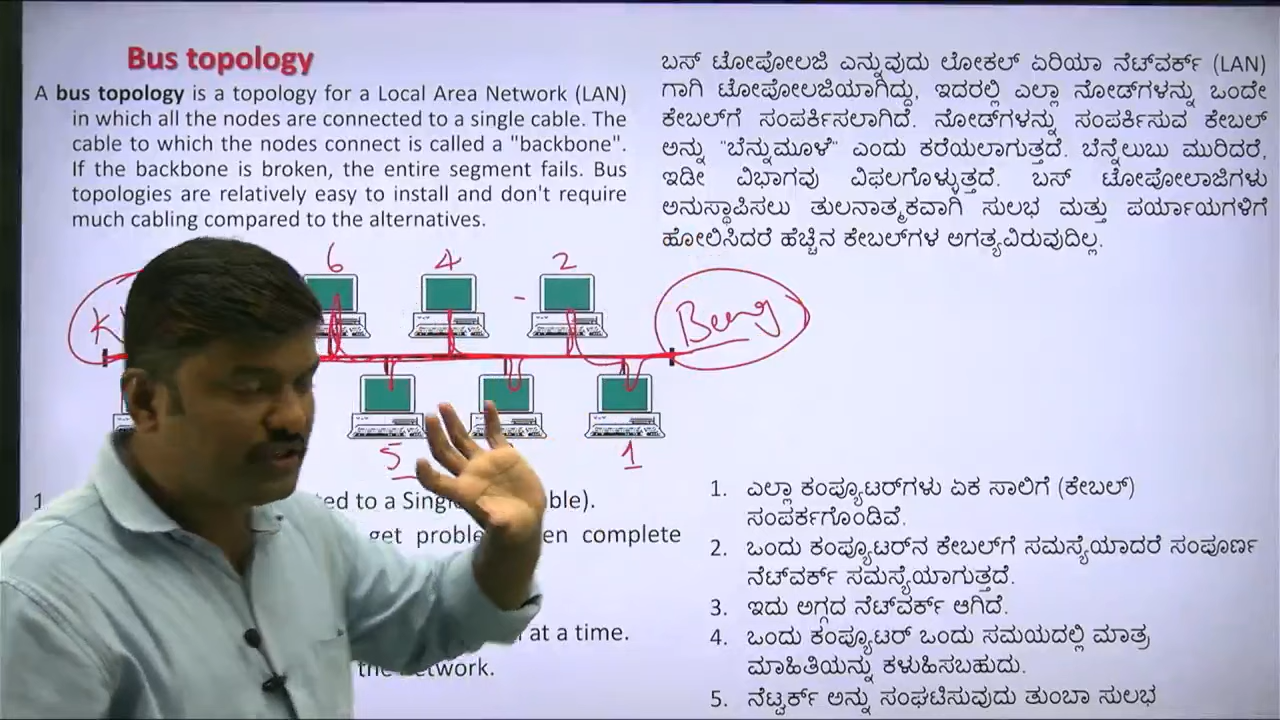 Bus topology
A bus topology is a topology for a Local Area Network (LAN)
in which all the nodes are connected to a single cable. The
cable to which the nodes connect is called a "backbone".
If the backbone is broken, the entire segment fails. Bus
topologies are relatively easy to install and don't require
much cabling compared to the alternatives.
ಬಸ್ ಟೋಪೋಲಜಿ ಎನ್ನುವುದು ಲೋಕಲ್ ಏರಿಯಾ ನೆಟ್‌ವರ್ಕ್ (LAN)
ಗಾಗಿ ಟೋಪೋಲಜಿಯಾಗಿದ್ದು, ಇದರಲ್ಲಿ ಎಲ್ಲಾ ನೋಡ್‌ಗಳನ್ನು ಒಂದೇ
ಕೇಬಲ್‌ಗೆ ಸಂಪರ್ಕಿಸಲಾಗಿದೆ. ನೋಡ್‌ಗಳನ್ನು ಸಂಪರ್ಕಿಸುವ ಕೇಬಲ್
ಅನ್ನು "ಬೆನ್ನುಮೂಳೆ" ಎಂದು ಕರೆಯಲಾಗುತ್ತದೆ. ಬೆನ್ನೆಲುಬು ಮುರಿದರೆ,
ಇಡೀ ವಿಭಾಗವು ವಿಫಲಗೊಳ್ಳುತ್ತದೆ. ಬಸ್ ಟೋಪೋಲಾಜಿಗಳು
ಅನುಸ್ಥಾಪಿಸಲು ತುಲನಾತ್ಮಕವಾಗಿ ಸುಲಭ ಮತ್ತು ಪರ್ಯಾಯಗಳಿಗೆ
ಹೋಲಿಸಿದರೆ ಹೆಚ್ಚಿನ ಕೇಬಲ್‌ಗಳ ಅಗತ್ಯವಿರುವುದಿಲ್ಲ.
6 4 2
K
Beng
5 1
1
to a
get complete
at a time.
the network.
1. ಎಲ್ಲಾ ಕಂಪ್ಯೂಟರ್‌ಗಳು ಏಕ ಸಾಲಿಗೆ (ಕೇಬಲ್)
ಸಂಪರ್ಕಗೊಂಡಿವೆ.
2. ಒಂದು ಕಂಪ್ಯೂಟರ್‌ನ ಕೇಬಲ್‌ಗೆ ಸಮಸ್ಯೆಯಾದರೆ ಸಂಪೂರ್ಣ
ನೆಟ್‌ವರ್ಕ್ ಸಮಸ್ಯೆಯಾಗುತ್ತದೆ.
3. ಇದು ಅಗ್ಗದ ನೆಟ್‌ವರ್ಕ್ ಆಗಿದೆ.
4. ಒಂದು ಕಂಪ್ಯೂಟರ್ ಒಂದು ಸಮಯದಲ್ಲಿ ಮಾತ್ರ
ಮಾಹಿತಿಯನ್ನು ಕಳುಹಿಸಬಹುದು.
5. ನೆಟ್ವರ್ಕ್ ಅನ್ನು ಸಂಘಟಿಸುವುದು ತುಂಬಾ ಸುಲಭ